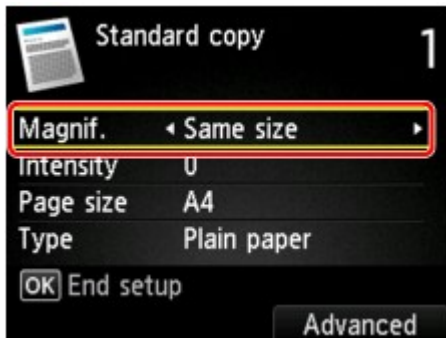 Standard copy 1
Magnif. Same size
Intensity 0
Page size A4
Type Plain paper
OK End setup
Advanced